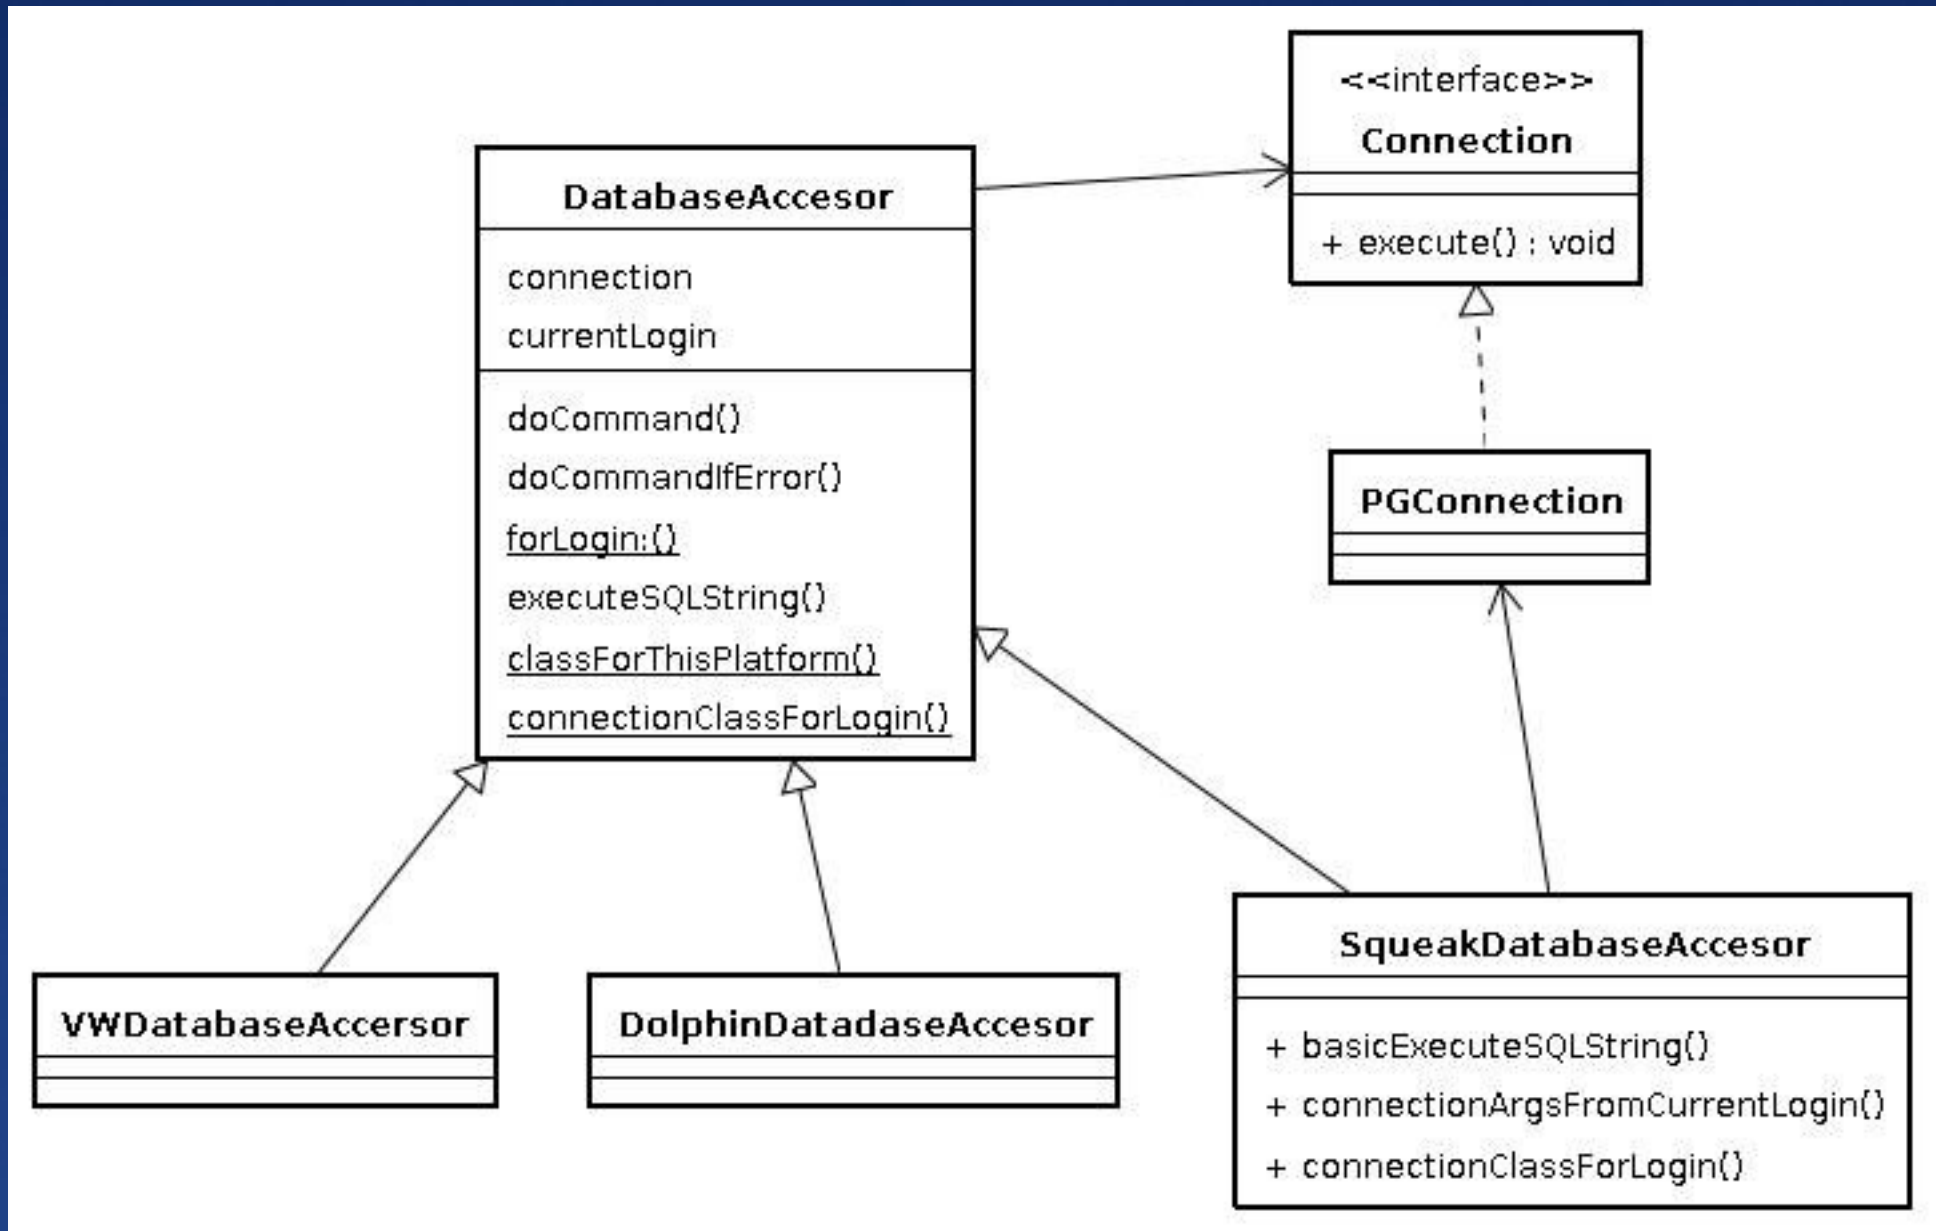 <<interface>>
Connection
+ execute() : void
DatabaseAccesor
connection
currentLogin
doCommand()
doCommandIfError()
forLogin:()
executeSQLString()
classForThisPlatform()
connectionClassForLogin()
PGConnection
VWDatabaseAccersor
DolphinDatadaseAccesor
SqueakDatabaseAccesor
+ basicExecuteSQLString()
+ connectionArgsFromCurrentLogin()
+ connectionClassForLogin()